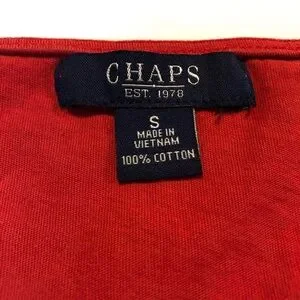 CHAPS
EST. 1978
S
MADE IN
VIETNAM
100% COTTON